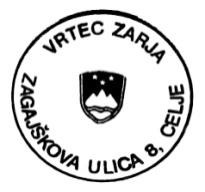 VRTEC ZARJA
ZAGAJŠKOVA ULICA 8, CELJE